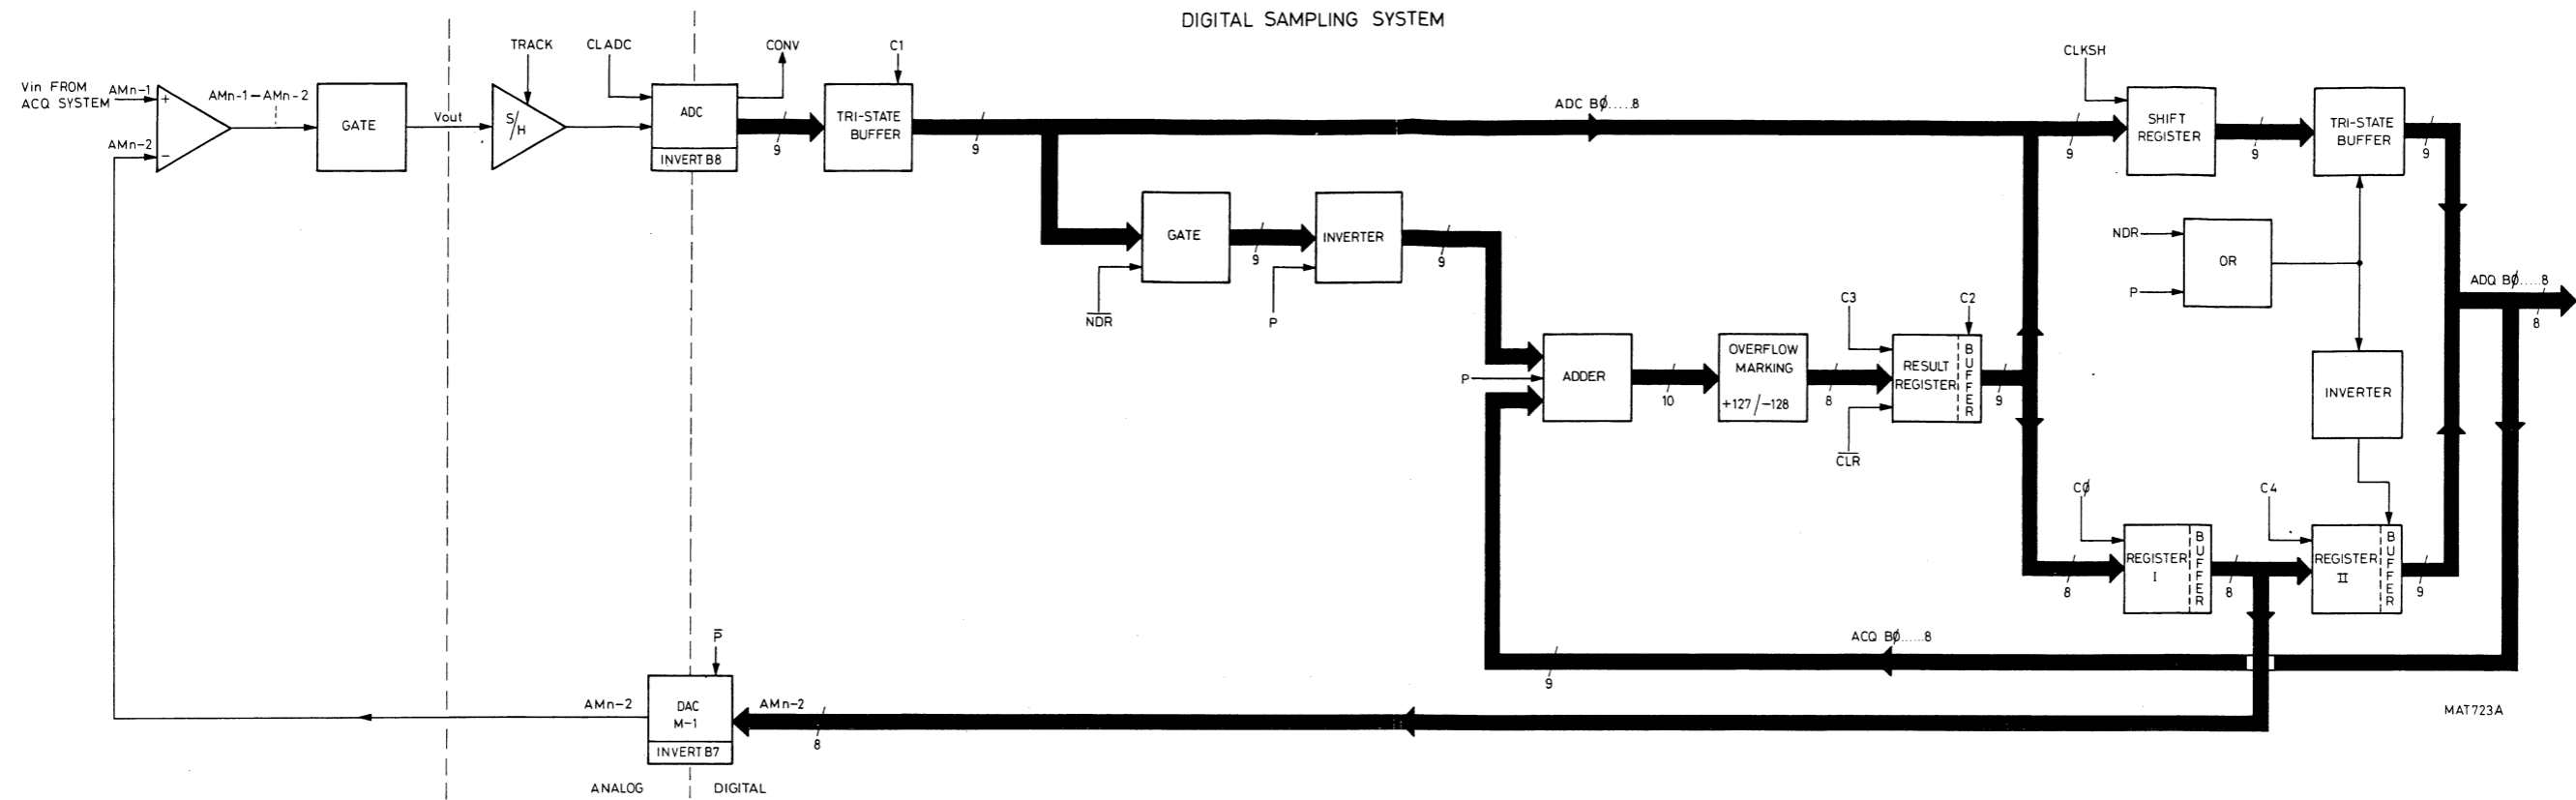 DIGITAL SAMPLING SYSTEM
Vin FROM
ACQ SYSTEM
AMn-1
+
AMn-2
−
AMn-1−AMn-2
GATE
Vout
TRACK
S/H
CLADC
ADC
INVERT B8
CONV
9
C1
TRI-STATE
BUFFER
9
ADC BØ.....8
CLKSH
9
SHIFT
REGISTER
9
TRI-STATE
BUFFER
9
GATE
NDR
9
INVERTER
P
9
NDR
P
OR
ADQ BØ.....8
8
P
ADDER
10
OVERFLOW
MARKING
+127/−128
8
C3
C2
RESULT
REGISTER
BUFFER
CLR
9
INVERTER
CØ
8
REGISTER
I
BUFFER
8
C4
REGISTER
II
BUFFER
9
ACQ BØ.....8
9
P
AMn-2
DAC
M-1
INVERT B7
AMn-2
8
MAT723A
ANALOG
DIGITAL